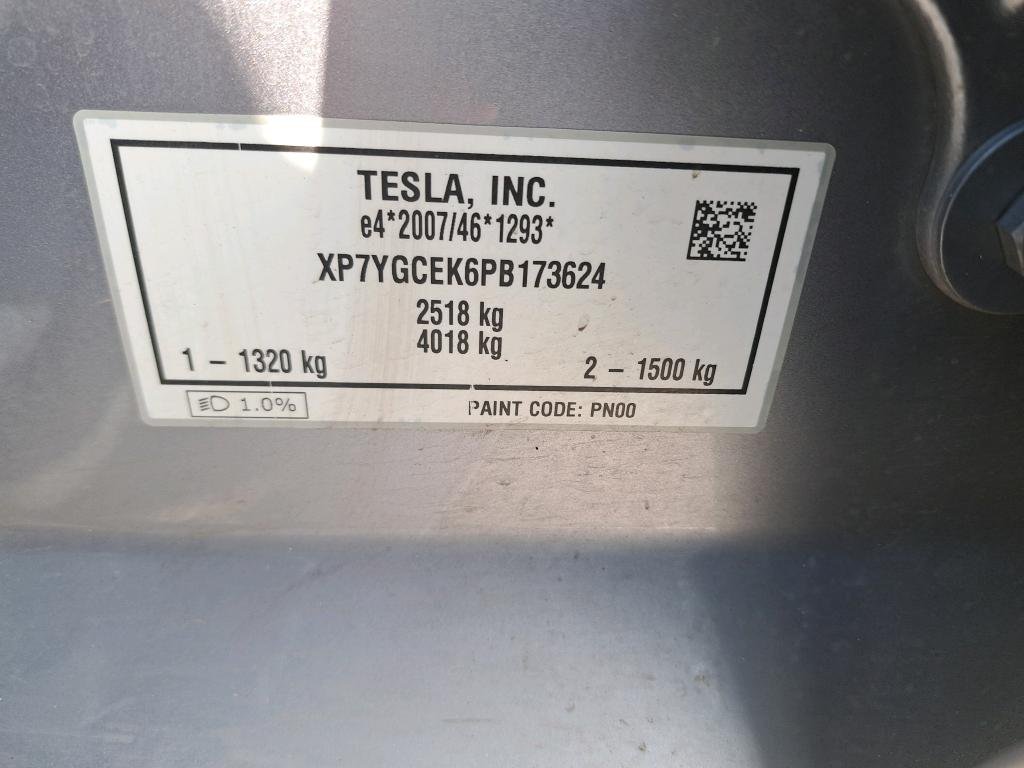 TESLA, INC.
e4*2007/46*1293*
XP7YGCEK6PB173624
2518 kg
4018 kg
1 – 1320 kg
2 – 1500 kg
1.0%
PAINT CODE: PN00